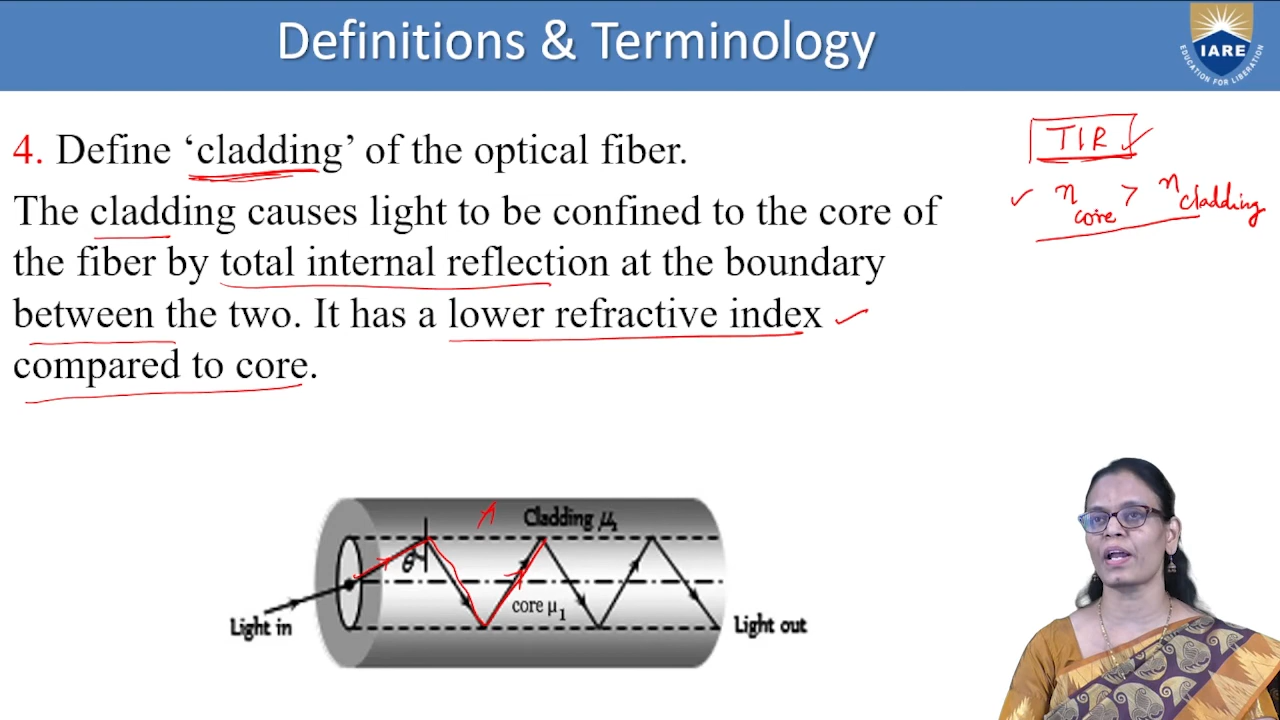 Definitions & Terminology
IARE
EDUCATION FOR LIBERATION
4. Define ‘cladding’ of the optical fiber.
The cladding causes light to be confined to the core of
the fiber by total internal reflection at the boundary
between the two. It has a lower refractive index
compared to core.
TIR
n core > n cladding
Cladding μ₁
θ
core μ₁
Light in
Light out